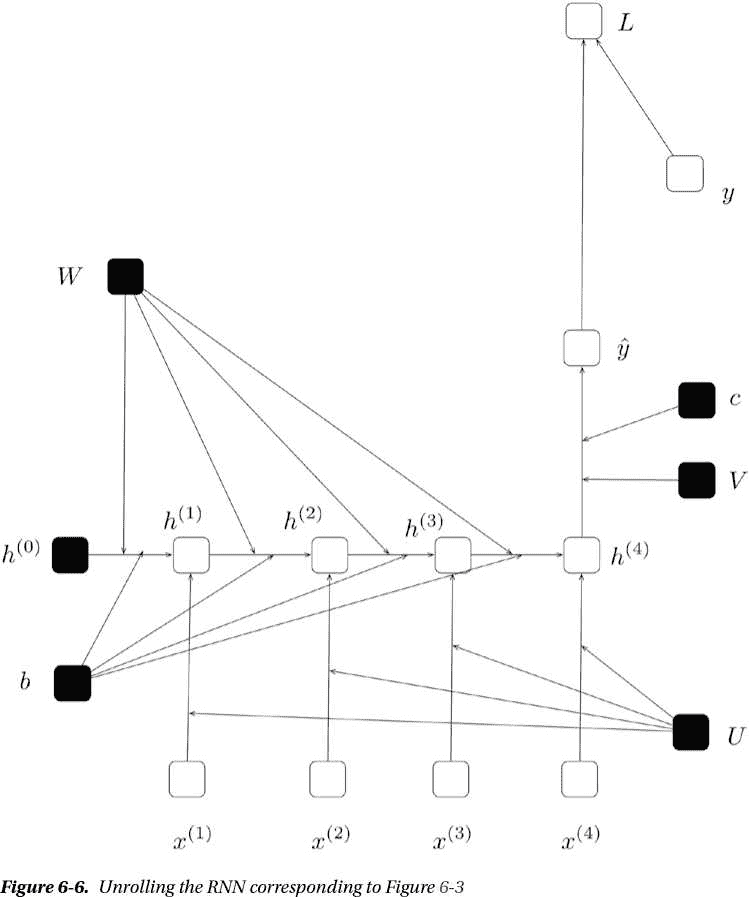 L
y
W
ŷ
c
V
h^(1)
h^(2)
h^(3)
h^(0)
h^(4)
b
U
x^(1)
x^(2)
x^(3)
x^(4)
Figure 6-6. Unrolling the RNN corresponding to Figure 6-3